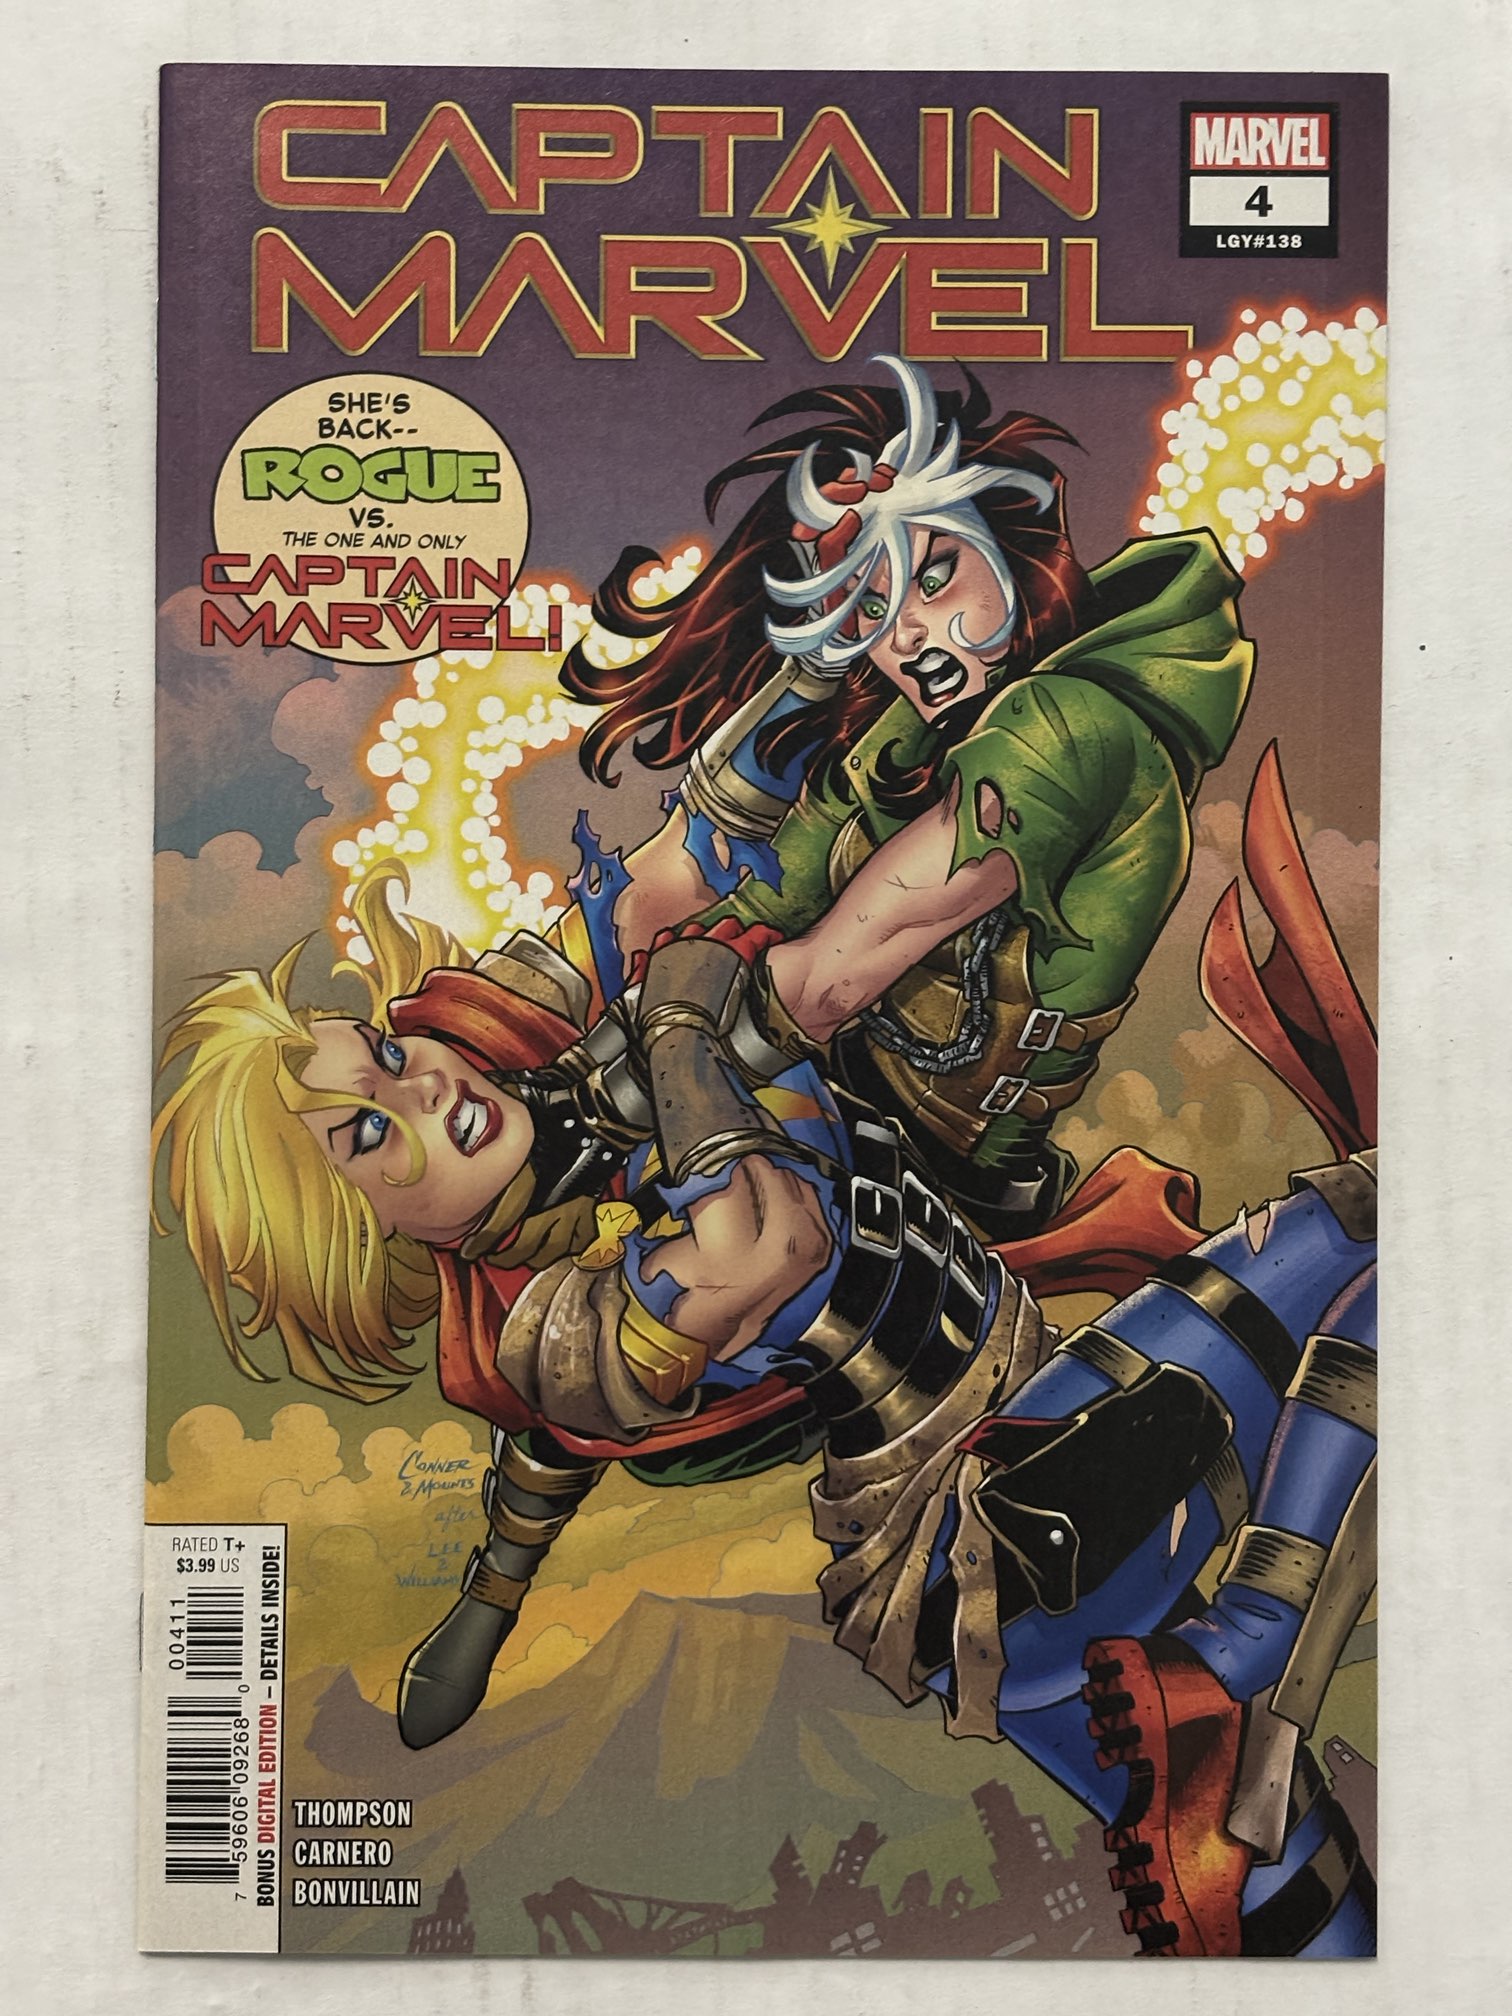 CAPTAIN
MARVEL
MARVEL
4
LGY#138
SHE'S
BACK--
ROGUE
VS.
THE ONE AND ONLY
CAPTAIN
MARVEL!
CONNER
& MOUNTS
after
LEE
&
WILLIAMS
RATED T+
$3.99 US
00411
7 59606 09268 0
BONUS DIGITAL EDITION – DETAILS INSIDE!
THOMPSON
CARNERO
BONVILLAIN